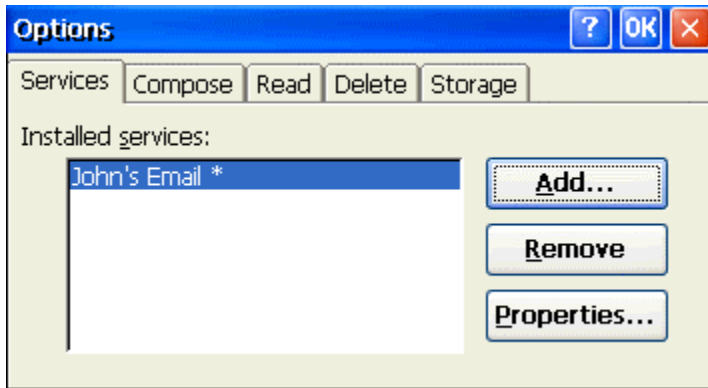 Options ? OK ×
Services Compose Read Delete Storage
Installed services:
John's Email *
Add...
Remove
Properties...